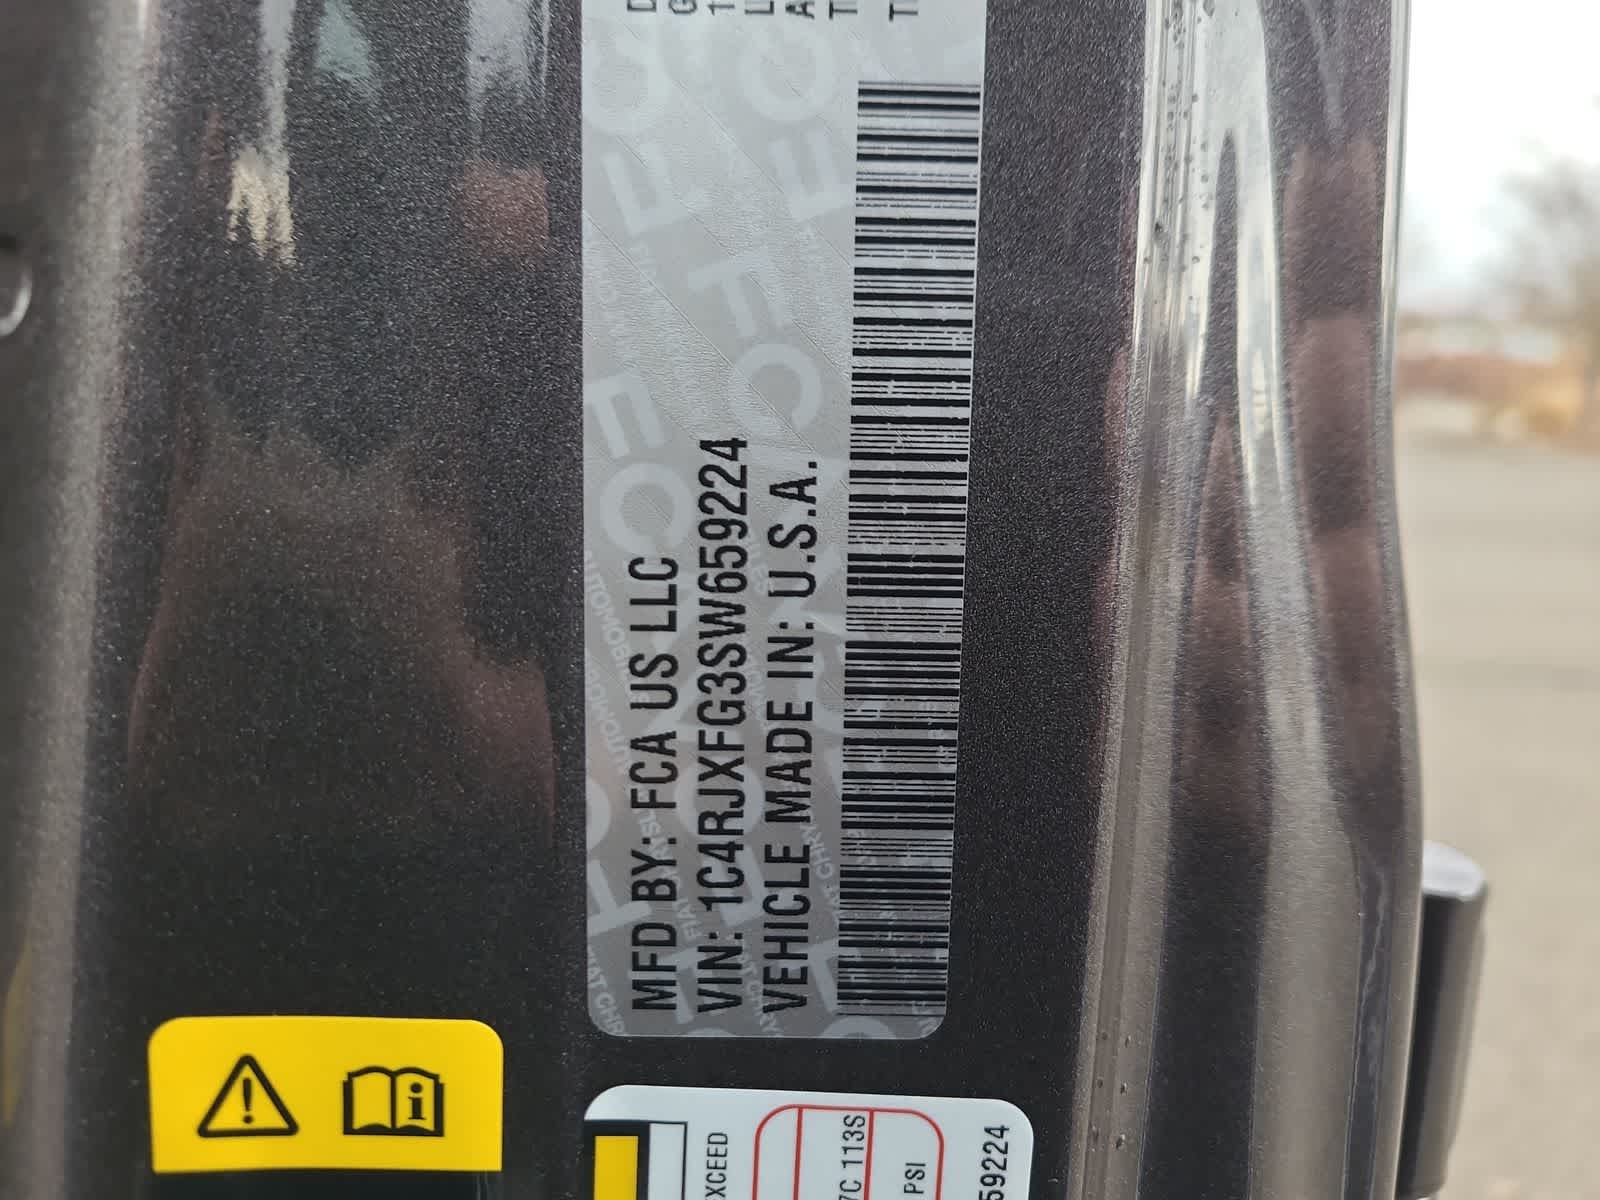 MFD BY: FCA US LLC
VIN: 1C4RJXFG3SW659224
VEHICLE MADE IN: U.S.A.
XCEED
7C 113S
PSI
59224